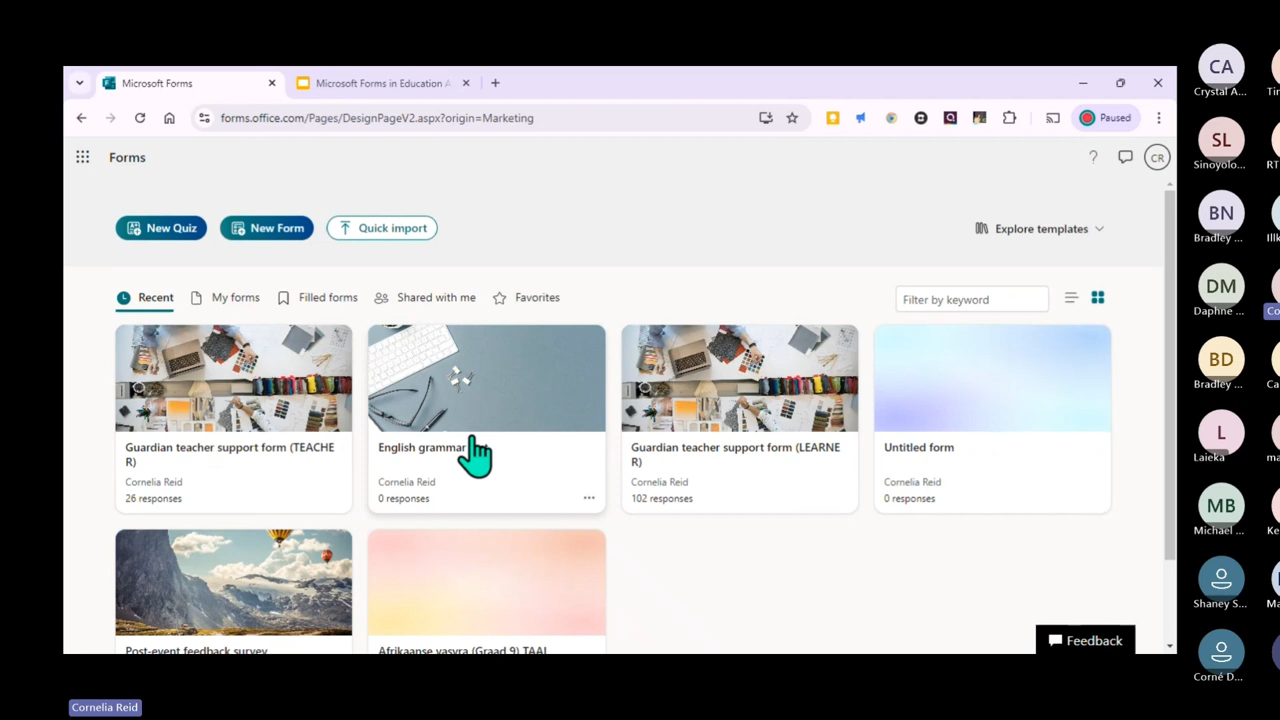 Microsoft Forms
Microsoft Forms in Education A
forms.office.com/Pages/DesignPageV2.aspx?origin=Marketing
Paused
Forms
CR
New Quiz
New Form
Quick import
Explore templates
Recent
My forms
Filled forms
Shared with me
Favorites
Filter by keyword
Guardian teacher support form (TEACHE
R)
Cornelia Reid
26 responses
English grammar
Cornelia Reid
0 responses
Guardian teacher support form (LEARNE
R)
Cornelia Reid
102 responses
Untitled form
Cornelia Reid
0 responses
Post-event feedback survey
Afrikaanse vasvra (Graad 9) TAAL
Feedback
Cornelia Reid
CA
Crystal A...
SL
Sinoyolo...
BN
Bradley ...
DM
Daphne ...
BD
Bradley ...
L
Laieka
MB
Michael ...
Shaney S...
Corné D...
RT